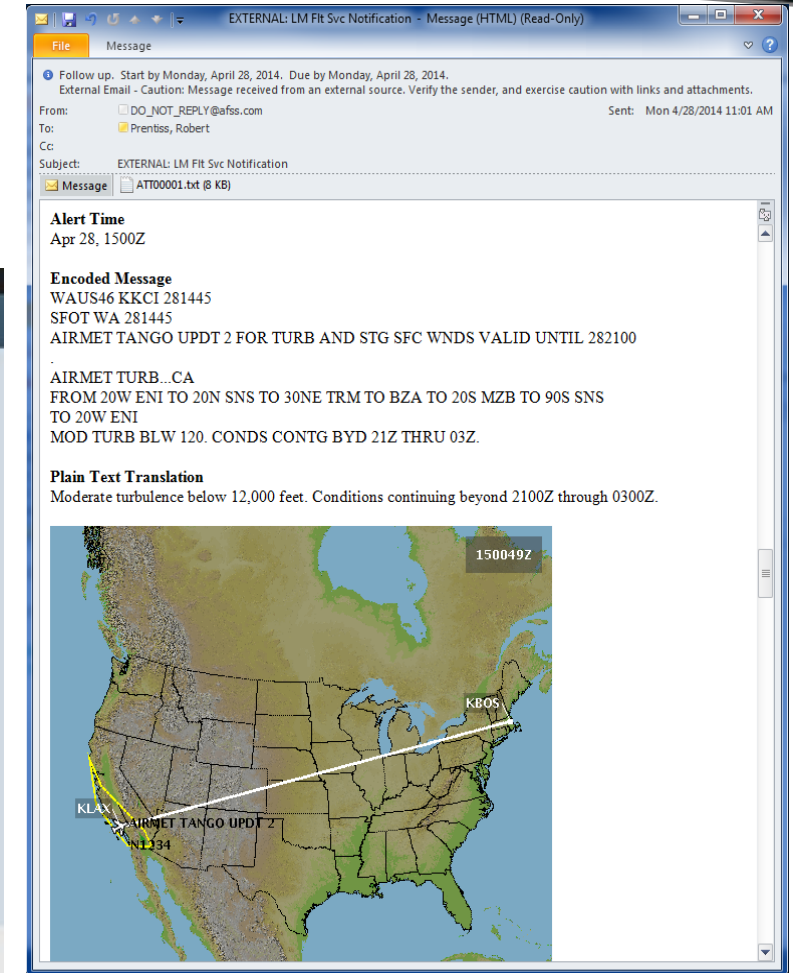 EXTERNAL: LM Flt Svc Notification - Message (HTML) (Read-Only)
File Message
Follow up. Start by Monday, April 28, 2014. Due by Monday, April 28, 2014.
External Email - Caution: Message received from an external source. Verify the sender, and exercise caution with links and attachments.
From: DO_NOT_REPLY@afss.com Sent: Mon 4/28/2014 11:01 AM
To: Prentiss, Robert
Cc:
Subject: EXTERNAL: LM Flt Svc Notification
Message ATT00001.txt (8 KB)
Alert Time
Apr 28, 1500Z
Encoded Message
WAUS46 KKCI 281445
SFOT WA 281445
AIRMET TANGO UPDT 2 FOR TURB AND STG SFC WNDS VALID UNTIL 282100
.
AIRMET TURB...CA
FROM 20W ENI TO 20N SNS TO 30NE TRM TO BZA TO 20S MZB TO 90S SNS
TO 20W ENI
MOD TURB BLW 120. CONDS CONTG BYD 21Z THRU 03Z.
Plain Text Translation
Moderate turbulence below 12,000 feet. Conditions continuing beyond 2100Z through 0300Z.
150049Z
KBOS
KLAX
AIRMET TANGO UPDT 2
N1234